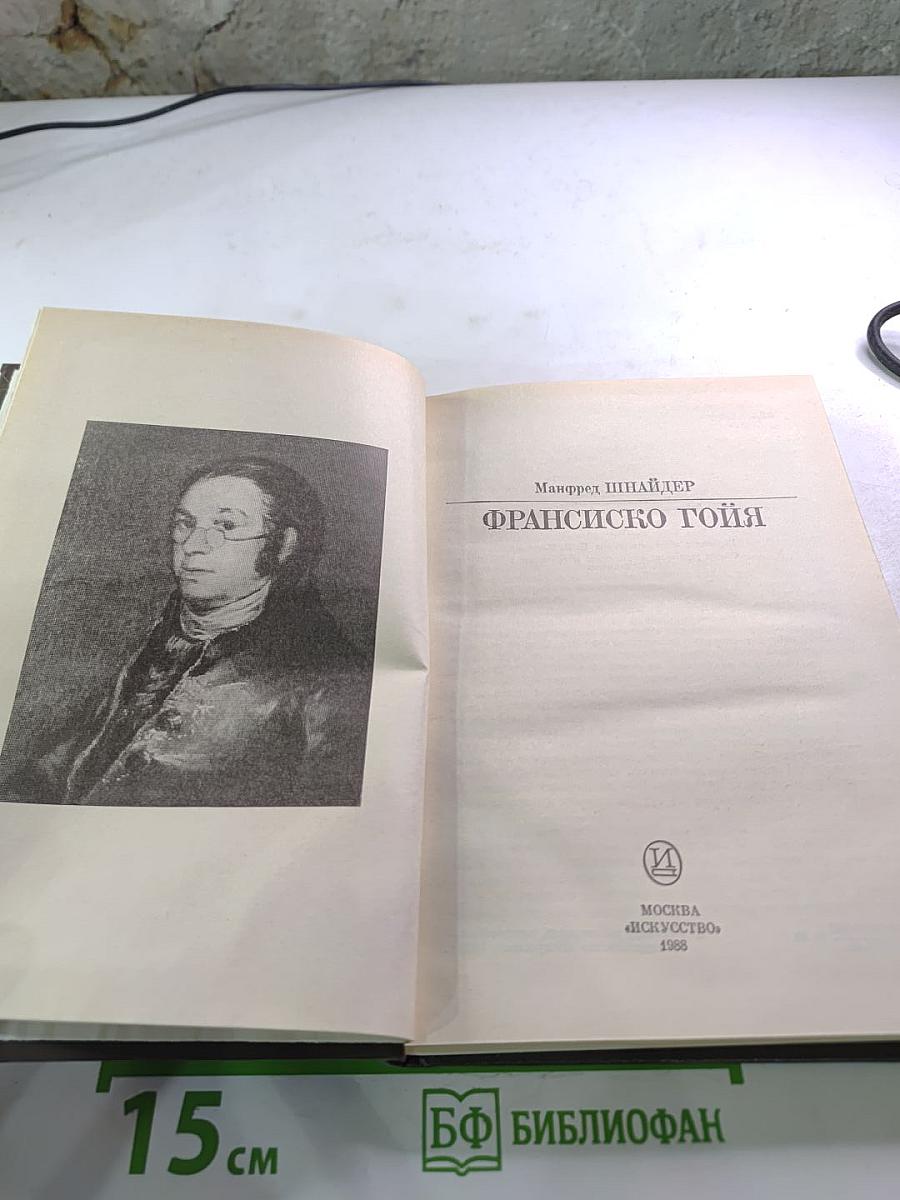 Манфред ШНАЙДЕР
ФРАНСИСКО ГОЙЯ
И
МОСКВА
«ИСКУССТВО»
1988
15 см
БФ БИБЛИОФАН